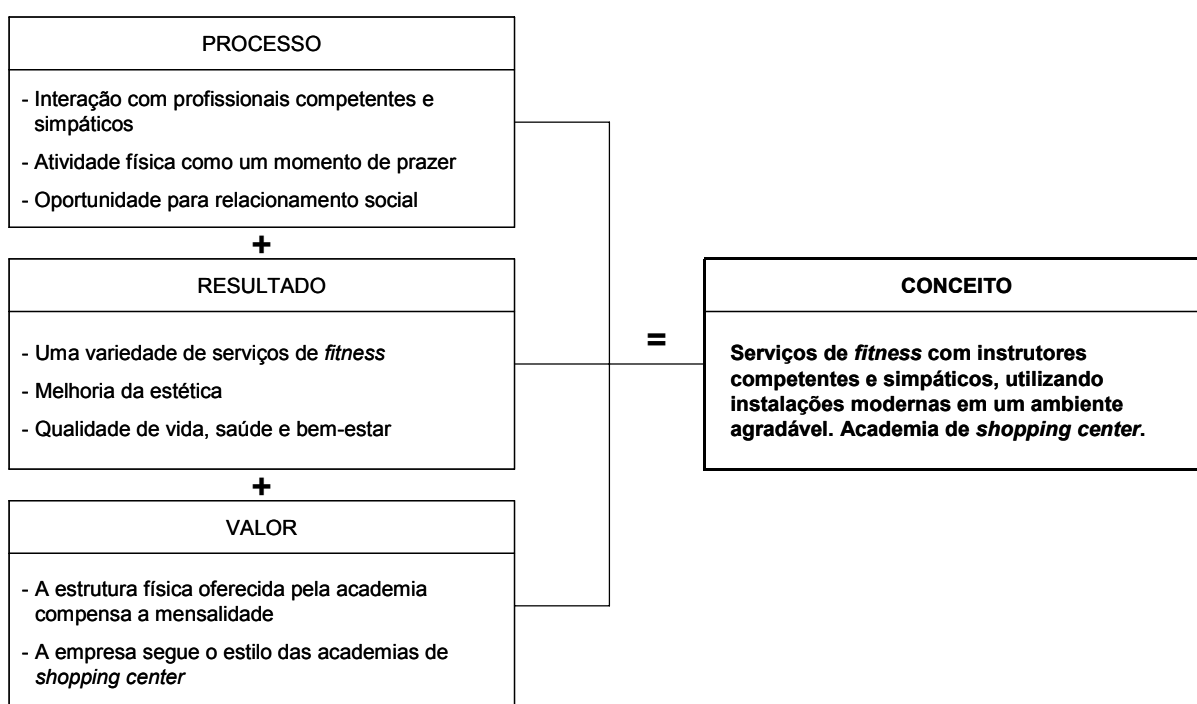 PROCESSO
- Interação com profissionais competentes e
simpáticos
- Atividade física como um momento de prazer
- Oportunidade para relacionamento social
+
RESULTADO
- Uma variedade de serviços de fitness
- Melhoria da estética
- Qualidade de vida, saúde e bem-estar
+
VALOR
- A estrutura física oferecida pela academia
compensa a mensalidade
- A empresa segue o estilo das academias de
shopping center
=
CONCEITO
Serviços de fitness com instrutores
competentes e simpáticos, utilizando
instalações modernas em um ambiente
agradável. Academia de shopping center.